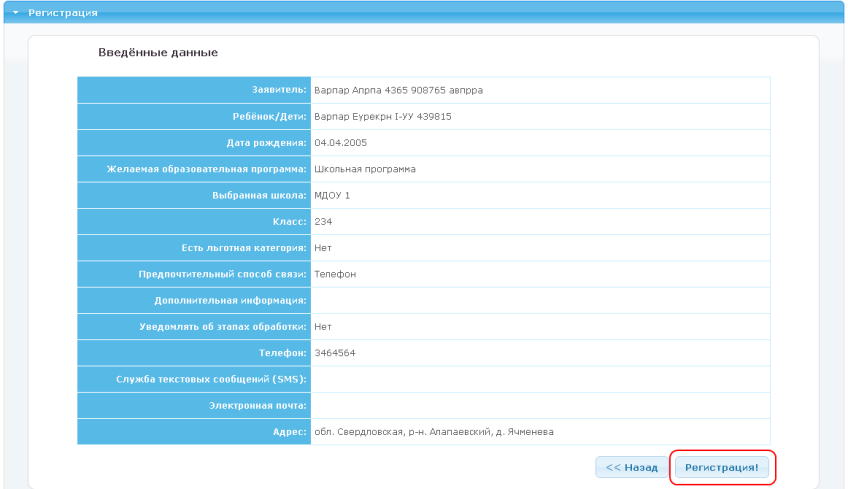 Регистрация
Введённые данные
Заявитель: Варпар Апрпа 4365 908765 авпрра
Ребёнок/Дети: Варпар Еурекрн I-УУ 439815
Дата рождения: 04.04.2005
Желаемая образовательная программа: Школьная программа
Выбранная школа: МДОУ 1
Класс: 234
Есть льготная категория: Нет
Предпочтительный способ связи: Телефон
Дополнительная информация:
Уведомлять об этапах обработки: Нет
Телефон: 3464564
Служба текстовых сообщений (SMS):
Электронная почта:
Адрес: обл. Свердловская, р-н. Алапаевский, д. Ячменева
<< Назад Регистрация!